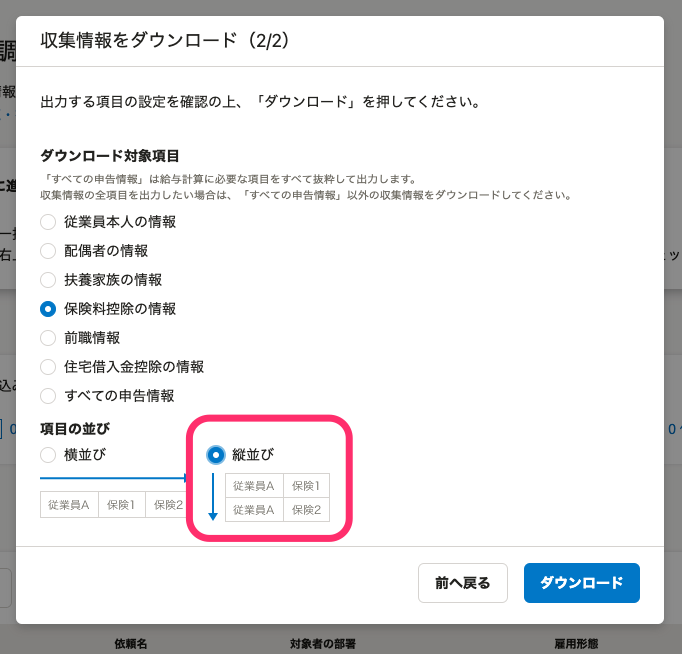 収集情報をダウンロード（2/2）
出力する項目の設定を確認の上、「ダウンロード」を押してください。
ダウンロード対象項目
「すべての申告情報」は給与計算に必要な項目をすべて抜粋して出力します。
収集情報の全項目を出力したい場合は、「すべての申告情報」以外の収集情報をダウンロードしてください。
従業員本人の情報
配偶者の情報
扶養家族の情報
保険料控除の情報
前職情報
住宅借入金控除の情報
すべての申告情報
項目の並び
横並び
従業員A 保険1 保険2
縦並び
従業員A 保険1
従業員A 保険2
前へ戻る ダウンロード
依頼名 対象者の部署 雇用形態